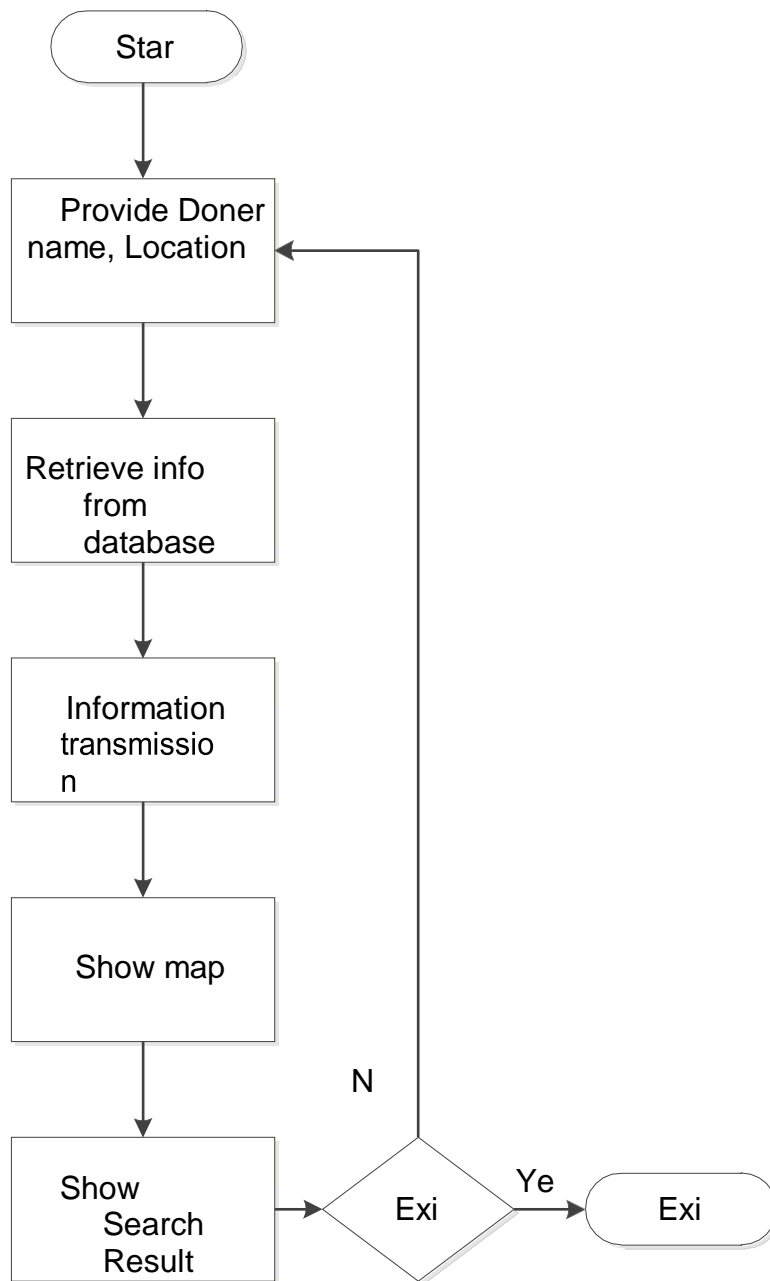 Star
Provide Doner
name, Location
Retrieve info
from
database
Information
transmissio
n
Show map
N
Show
Search
Result
Exi
Ye
Exi